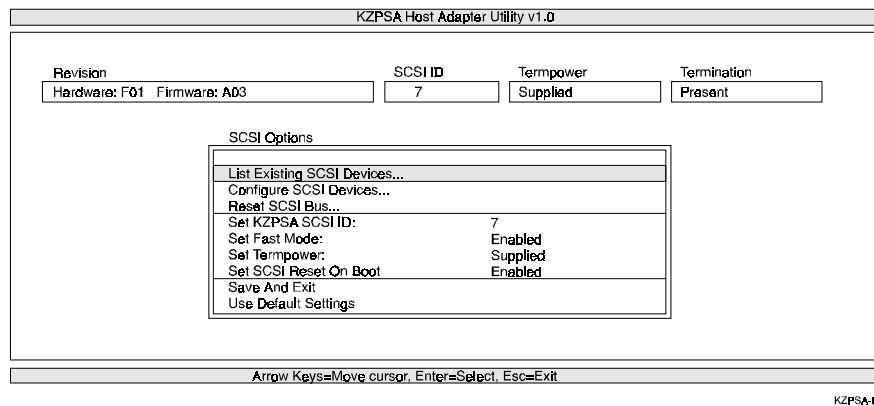 KZPSA Host Adapter Utility v1.0
Revision SCSI ID Termpower Termination
Hardware: F01 Firmware: A03 7 Supplied Present
SCSI Options
List Existing SCSI Devices...
Configure SCSI Devices...
Reset SCSI Bus...
Set KZPSA SCSI ID: 7
Set Fast Mode: Enabled
Set Termpower: Supplied
Set SCSI Reset On Boot Enabled
Save And Exit
Use Default Settings
Arrow Keys=Move cursor, Enter=Select, Esc=Exit